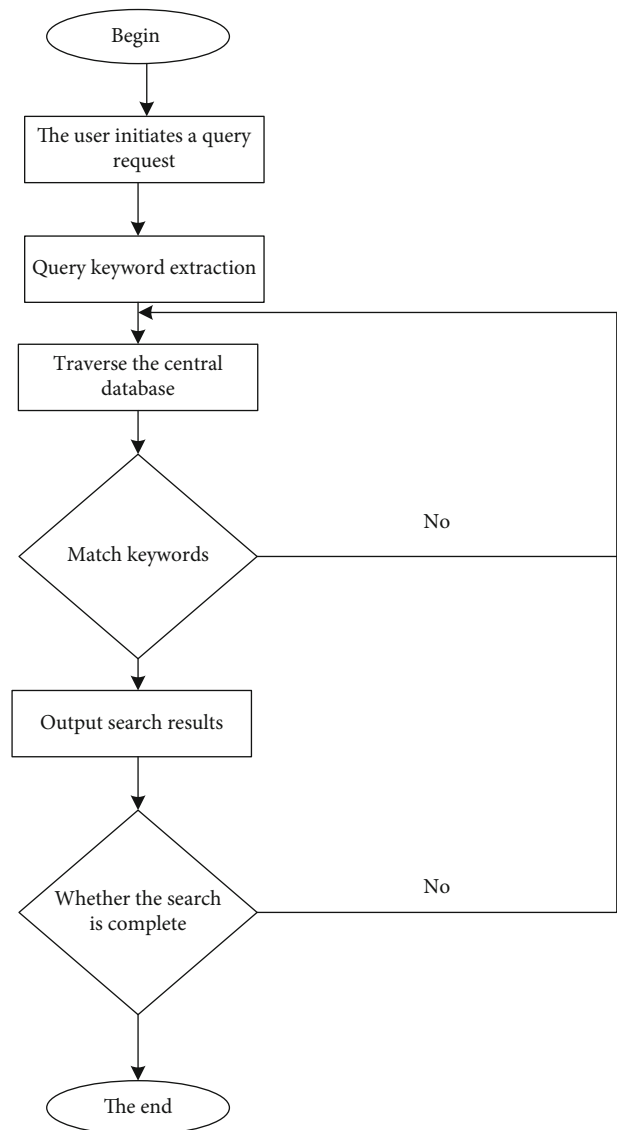 Begin
The user initiates a query
request
Query keyword extraction
Traverse the central
database
Match keywords
No
Output search results
Whether the search
is complete
No
The end